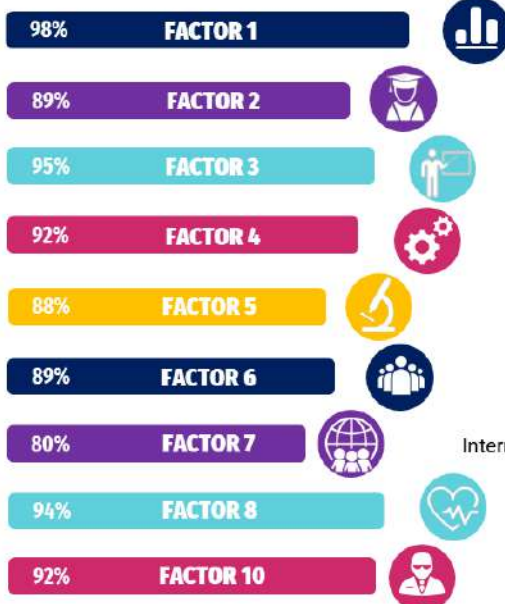 98% FACTOR 1
89% FACTOR 2
95% FACTOR 3
92% FACTOR 4
88% FACTOR 5
89% FACTOR 6
80% FACTOR 7 Intern
94% FACTOR 8
92% FACTOR 10